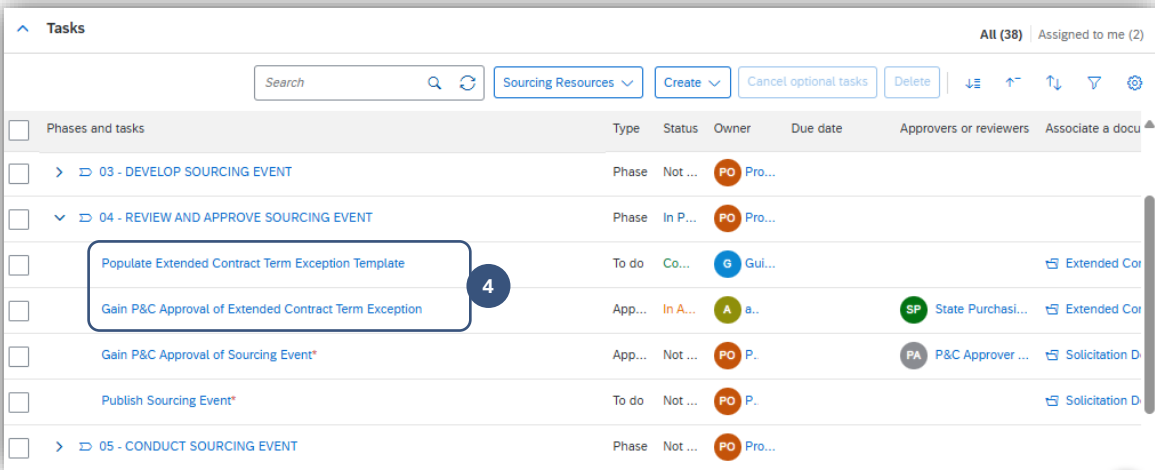 Tasks
All (38) Assigned to me (2)
Search Sourcing Resources Create Cancel optional tasks Delete
Phases and tasks Type Status Owner Due date Approvers or reviewers Associate a docu
03 - DEVELOP SOURCING EVENT Phase Not ... PO Pro...
04 - REVIEW AND APPROVE SOURCING EVENT Phase In P... PO Pro...
Populate Extended Contract Term Exception Template To do Co... G Gui... Extended Cor
4
Gain P&C Approval of Extended Contract Term Exception App... In A... A a.. SP State Purchasi... Extended Cor
Gain P&C Approval of Sourcing Event* App... Not ... PO P. PA P&C Approver ... Solicitation D
Publish Sourcing Event* To do Not ... PO P. Solicitation D
05 - CONDUCT SOURCING EVENT Phase Not ... PO Pro...